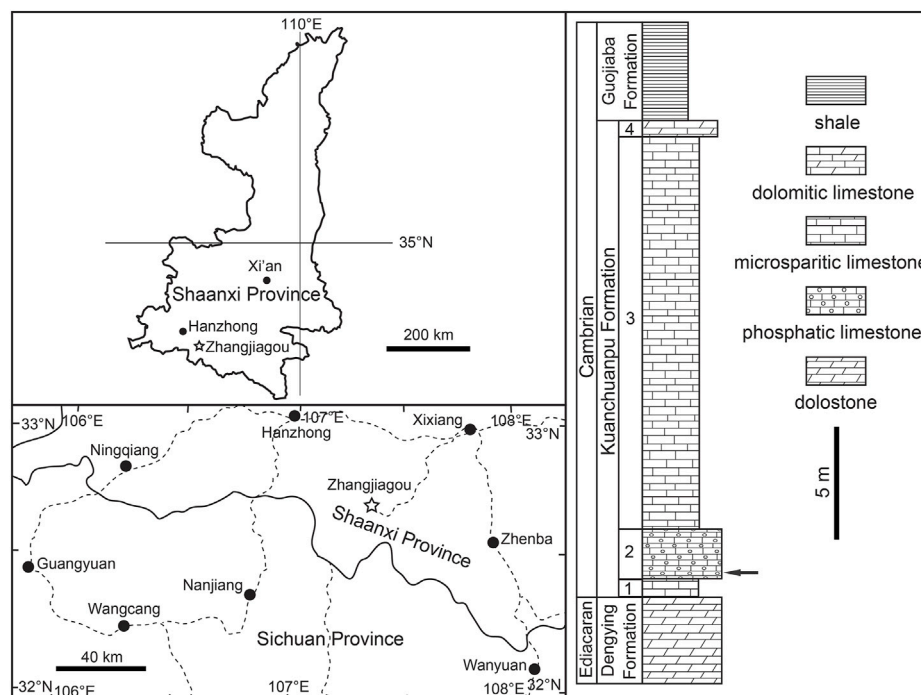 110°E
35°N
Xi'an
Shaanxi Province
Hanzhong
Zhangjiagou
200 km
33°N
106°E
107°E
108°E
33°N
Hanzhong
Xixiang
Ningqiang
Zhangjiagou
Shaanxi Province
Zhenba
Guangyuan
Nanjiang
Wangcang
Sichuan Province
40 km
Wanyuan
32°N
106°E
107°E
108°E
32°N
Cambrian
Ediacaran
Guojiaba
Formation
Kuanchuanpu Formation
Dengying
Formation
4
3
2
1
shale
dolomitic limestone
microsparitic limestone
phosphatic limestone
dolostone
5 m